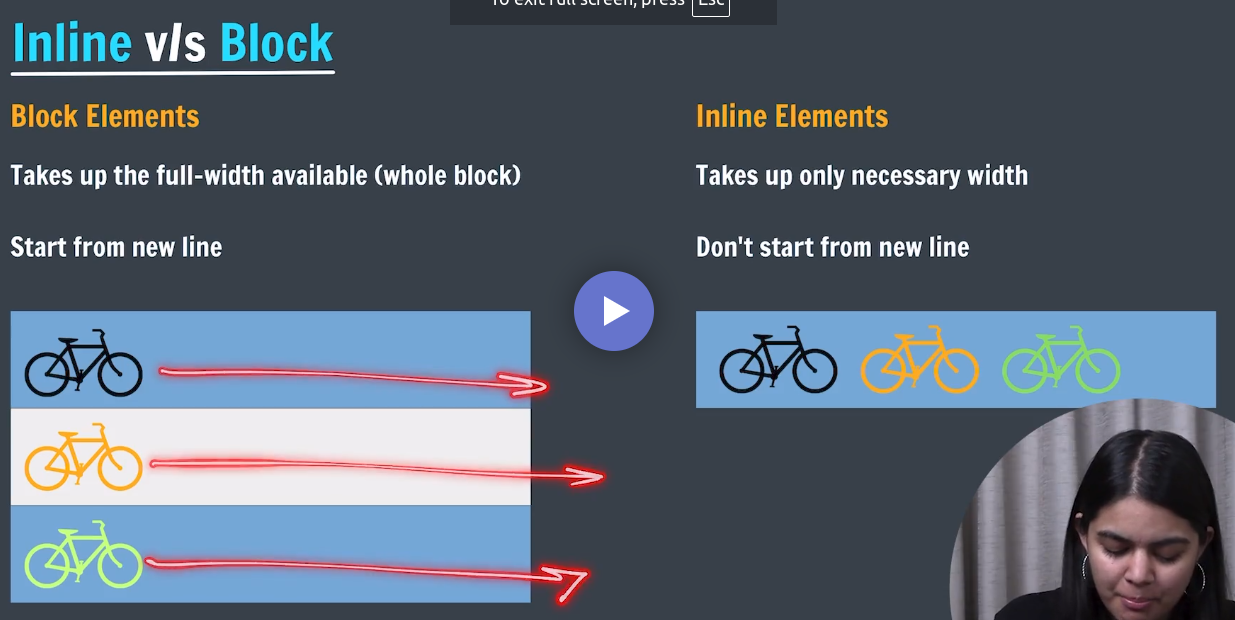 To exit full screen, press Esc
Inline v/s Block
Block Elements
Takes up the full-width available (whole block)
Start from new line
Inline Elements
Takes up only necessary width
Don't start from new line